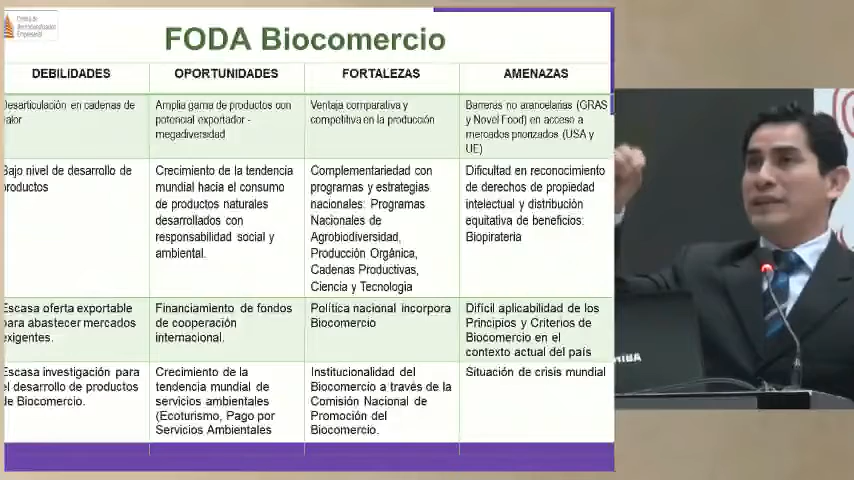 Centro de
Internacionalización
Empresarial
FODA Biocomercio
DEBILIDADES
OPORTUNIDADES
FORTALEZAS
AMENAZAS
Desarticulación en cadenas de
valor
Amplia gama de productos con
potencial exportador -
megadiversidad
Ventaja comparativa y
competitiva en la producción
Barreras no arancelarias (GRAS
y Novel Food) en acceso a
mercados priorizados (USA y
UE)
Bajo nivel de desarrollo de
productos
Crecimiento de la tendencia
mundial hacia el consumo
de productos naturales
desarrollados con
responsabilidad social y
ambiental.
Complementariedad con
programas y estrategias
nacionales: Programas
Nacionales de
Agrobiodiversidad,
Producción Orgánica,
Cadenas Productivas,
Ciencia y Tecnología
Dificultad en reconocimiento
de derechos de propiedad
intelectual y distribución
equitativa de beneficios:
Biopiratería
Escasa oferta exportable
para abastecer mercados
exigentes.
Financiamiento de fondos
de cooperación
internacional.
Política nacional incorpora
Biocomercio
Difícil aplicabilidad de los
Principios y Criterios de
Biocomercio en el
contexto actual del país
Escasa investigación para
el desarrollo de productos
de Biocomercio.
Crecimiento de la
tendencia mundial de
servicios ambientales
(Ecoturismo, Pago por
Servicios Ambientales
Institucionalidad del
Biocomercio a través de la
Comisión Nacional de
Promoción del
Biocomercio.
Situación de crisis mundial